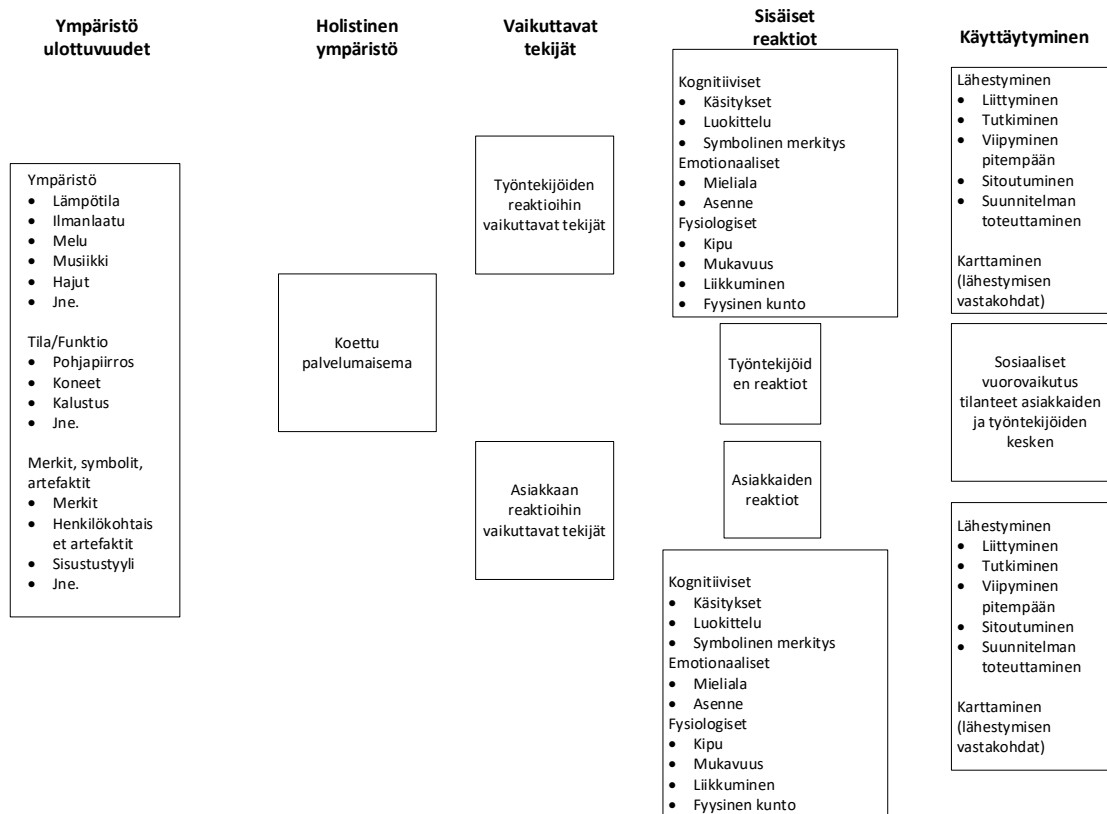 Ympäristö
ulottuvuudet
Holistinen
ympäristö
Vaikuttavat
tekijät
Sisäiset
reaktiot
Käyttäytyminen
Ympäristö
• Lämpötila
• Ilmanlaatu
• Melu
• Musiikki
• Hajut
• Jne.
Tila/Funktio
• Pohjapiirros
• Koneet
• Kalustus
• Jne.
Merkit, symbolit,
artefaktit
• Merkit
• Henkilökohtais
et artefaktit
• Sisustustyyli
• Jne.
Koettu
palvelumaisema
Työntekijöiden
reaktioihin
vaikuttavat tekijät
Asiakkaan
reaktioihin
vaikuttavat tekijät
Kognitiiviset
• Käsitykset
• Luokittelu
• Symbolinen merkitys
Emotionaaliset
• Mieliala
• Asenne
Fysiologiset
• Kipu
• Mukavuus
• Liikkuminen
• Fyysinen kunto
Työntekijöid
en reaktiot
Asiakkaiden
reaktiot
Kognitiiviset
• Käsitykset
• Luokittelu
• Symbolinen merkitys
Emotionaaliset
• Mieliala
• Asenne
Fysiologiset
• Kipu
• Mukavuus
• Liikkuminen
• Fyysinen kunto
Lähestyminen
• Liittyminen
• Tutkiminen
• Viipyminen
pitempään
• Sitoutuminen
• Suunnitelman
toteuttaminen
Karttaminen
(lähestymisen
vastakohdat)
Sosiaaliset
vuorovaikutus
tilanteet asiakkaiden
ja työntekijöiden
kesken
Lähestyminen
• Liittyminen
• Tutkiminen
• Viipyminen
pitempään
• Sitoutuminen
• Suunnitelman
toteuttaminen
Karttaminen
(lähestymisen
vastakohdat)